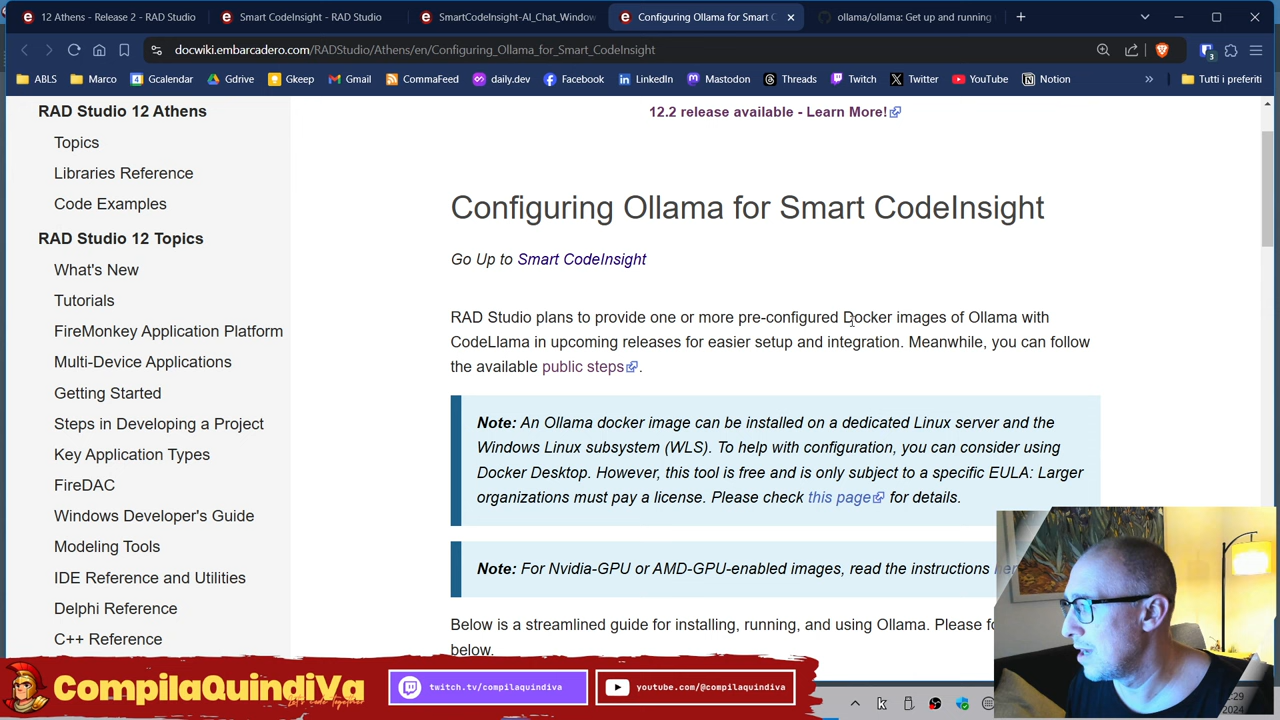 12 Athens - Release 2 - RAD Studio
Smart CodeInsight - RAD Studio
SmartCodeInsight-AI_Chat_Window
Configuring Ollama for Smart C
ollama/ollama: Get up and running
docwiki.embarcadero.com/RADStudio/Athens/en/Configuring_Ollama_for_Smart_CodeInsight
3
ABLS
Marco
Gcalendar
Gdrive
Gkeep
Gmail
CommaFeed
daily.dev
Facebook
LinkedIn
Mastodon
Threads
Twitch
Twitter
YouTube
Notion
»
Tutti i preferiti
RAD Studio 12 Athens
Topics
Libraries Reference
Code Examples
RAD Studio 12 Topics
What's New
Tutorials
FireMonkey Application Platform
Multi-Device Applications
Getting Started
Steps in Developing a Project
Key Application Types
FireDAC
Windows Developer's Guide
Modeling Tools
IDE Reference and Utilities
Delphi Reference
C++ Reference
12.2 release available - Learn More!
Configuring Ollama for Smart CodeInsight
Go Up to Smart CodeInsight
RAD Studio plans to provide one or more pre-configured Docker images of Ollama with
CodeLlama in upcoming releases for easier setup and integration. Meanwhile, you can follow
the available public steps.
Note: An Ollama docker image can be installed on a dedicated Linux server and the
Windows Linux subsystem (WLS). To help with configuration, you can consider using
Docker Desktop. However, this tool is free and is only subject to a specific EULA: Larger
organizations must pay a license. Please check this page for details.
Note: For Nvidia-GPU or AMD-GPU-enabled images, read the instructions
Below is a streamlined guide for installing, running, and using Ollama. Please
below.
CompilaQuindiVa
Let's Code Together
twitch.tv/compilaquindiva
youtube.com/@compilaquindiva